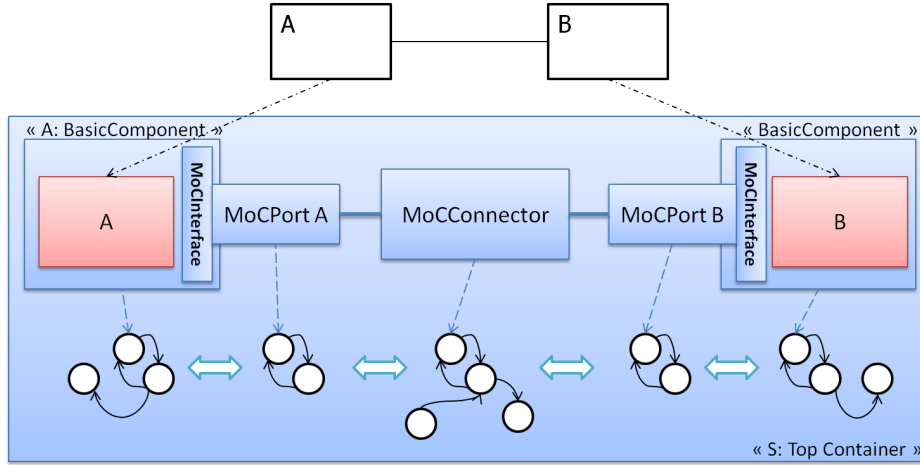 A
B
« A: BasicComponent »
« BasicComponent »
A
MoCInterface
MoCPort A
MoCConnector
MoCPort B
MoCInterface
B
« S: Top Container »